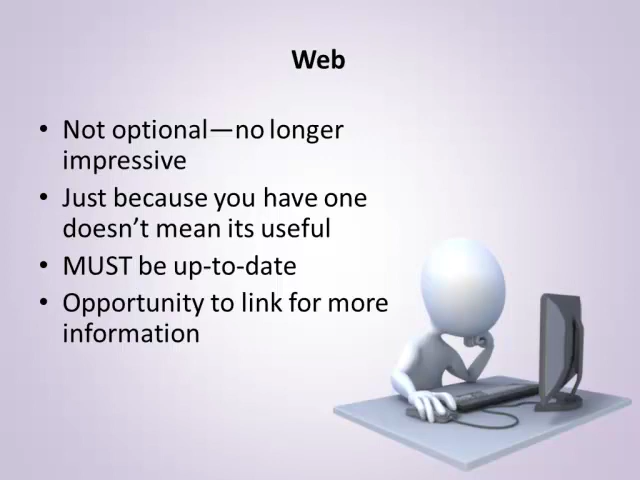 Web
• Not optional—no longer
impressive
• Just because you have one
doesn’t mean its useful
• MUST be up-to-date
• Opportunity to link for more
information